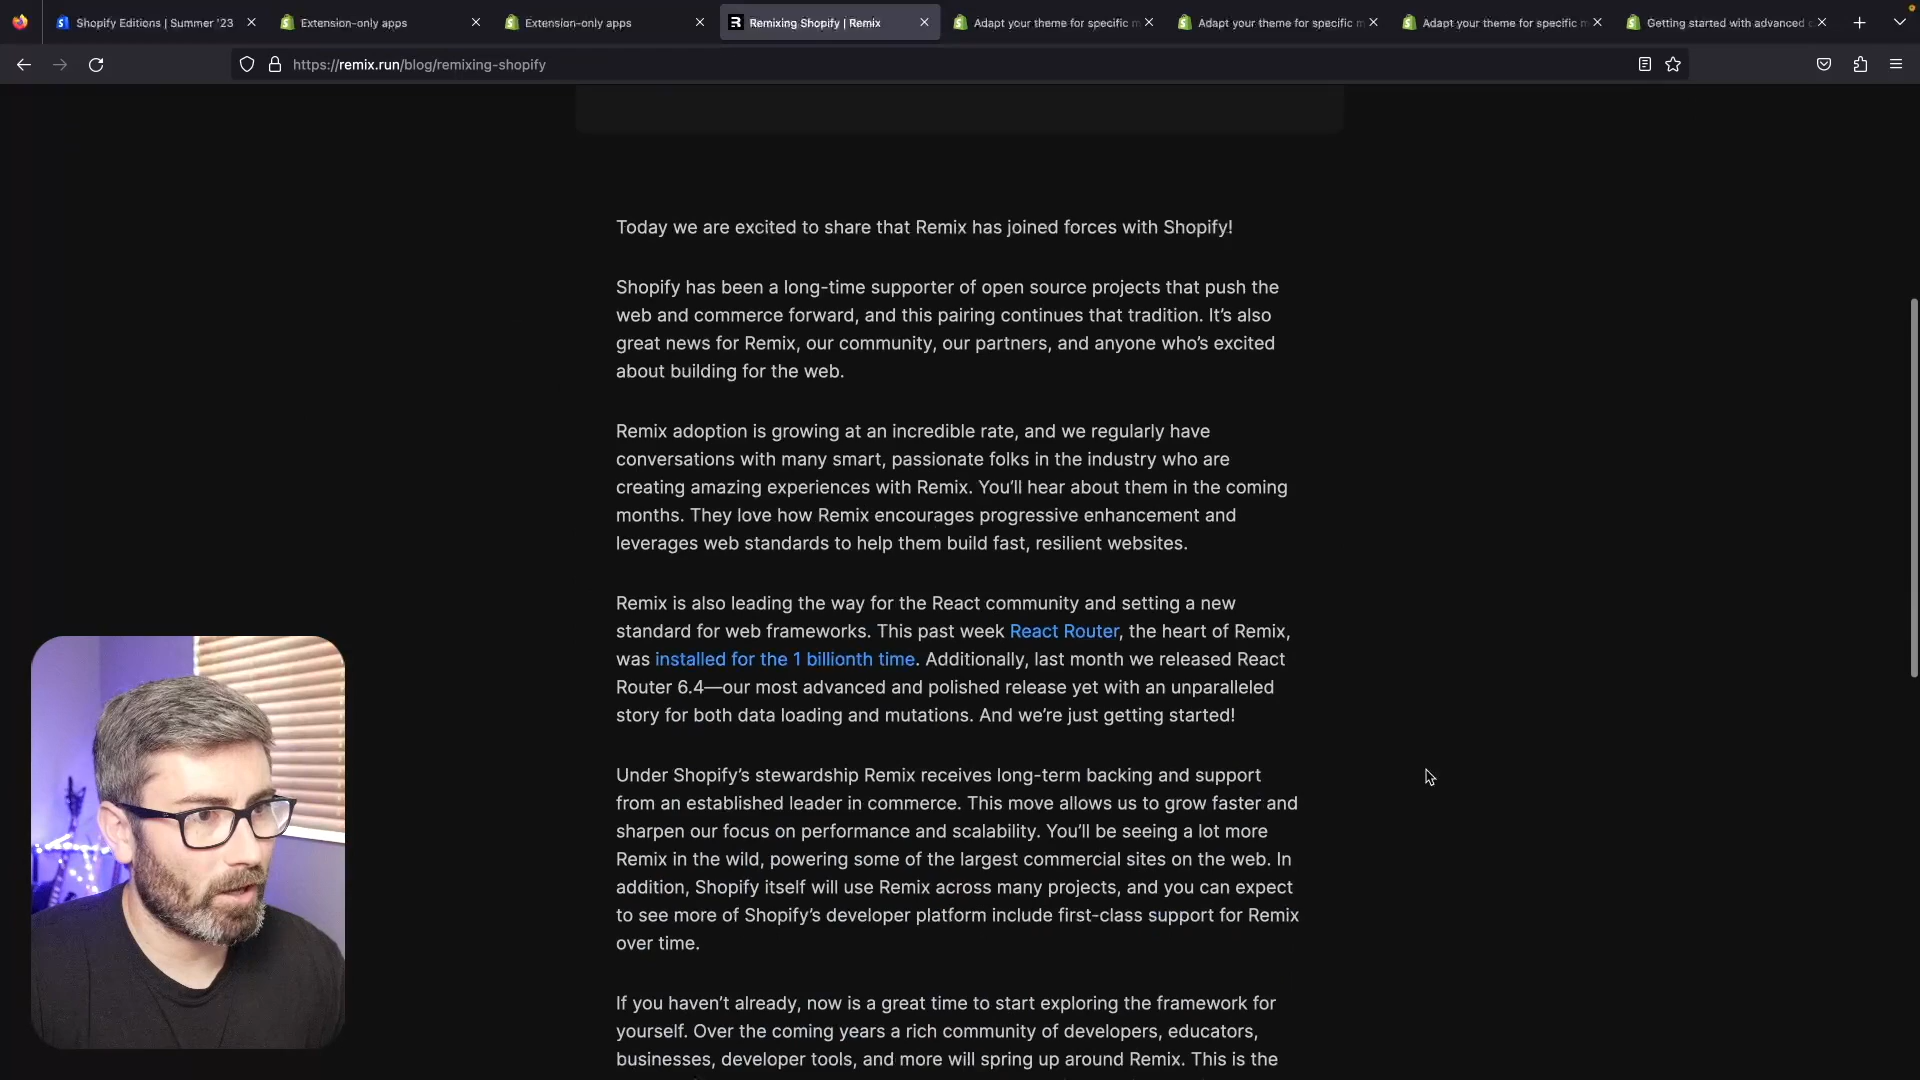 Shopify Editions | Summer '23
Extension-only apps
Extension-only apps
Remixing Shopify | Remix
Adapt your theme for specific m
Adapt your theme for specific m
Adapt your theme for specific m
Getting started with advanced c
https://remix.run/blog/remixing-shopify
Today we are excited to share that Remix has joined forces with Shopify!
Shopify has been a long-time supporter of open source projects that push the
web and commerce forward, and this pairing continues that tradition. It’s also
great news for Remix, our community, our partners, and anyone who’s excited
about building for the web.
Remix adoption is growing at an incredible rate, and we regularly have
conversations with many smart, passionate folks in the industry who are
creating amazing experiences with Remix. You’ll hear about them in the coming
months. They love how Remix encourages progressive enhancement and
leverages web standards to help them build fast, resilient websites.
Remix is also leading the way for the React community and setting a new
standard for web frameworks. This past week React Router, the heart of Remix,
was installed for the 1 billionth time. Additionally, last month we released React
Router 6.4—our most advanced and polished release yet with an unparalleled
story for both data loading and mutations. And we’re just getting started!
Under Shopify’s stewardship Remix receives long-term backing and support
from an established leader in commerce. This move allows us to grow faster and
sharpen our focus on performance and scalability. You’ll be seeing a lot more
Remix in the wild, powering some of the largest commercial sites on the web. In
addition, Shopify itself will use Remix across many projects, and you can expect
to see more of Shopify’s developer platform include first-class support for Remix
over time.
If you haven’t already, now is a great time to start exploring the framework for
yourself. Over the coming years a rich community of developers, educators,
businesses, developer tools, and more will spring up around Remix. This is the